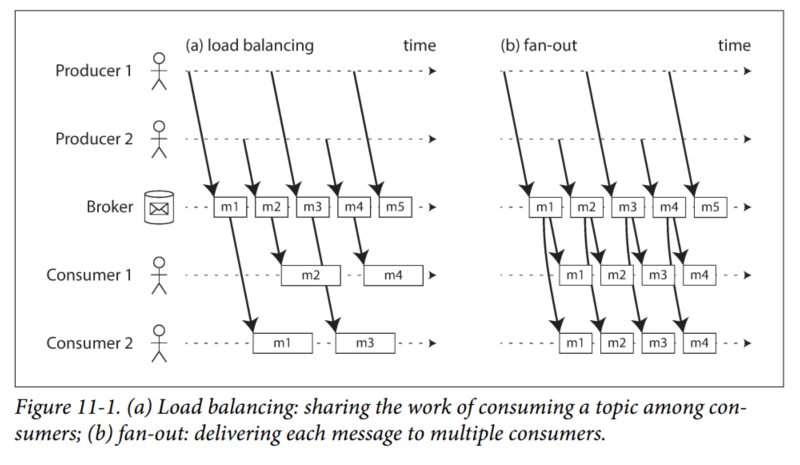 (a) load balancing time (b) fan-out time
Producer 1
Producer 2
Broker m1 m2 m3 m4 m5 m1 m2 m3 m4 m5
Consumer 1 m2 m4 m1 m2 m3 m4
Consumer 2 m1 m3 m1 m2 m3 m4
Figure 11-1. (a) Load balancing: sharing the work of consuming a topic among con-
sumers; (b) fan-out: delivering each message to multiple consumers.